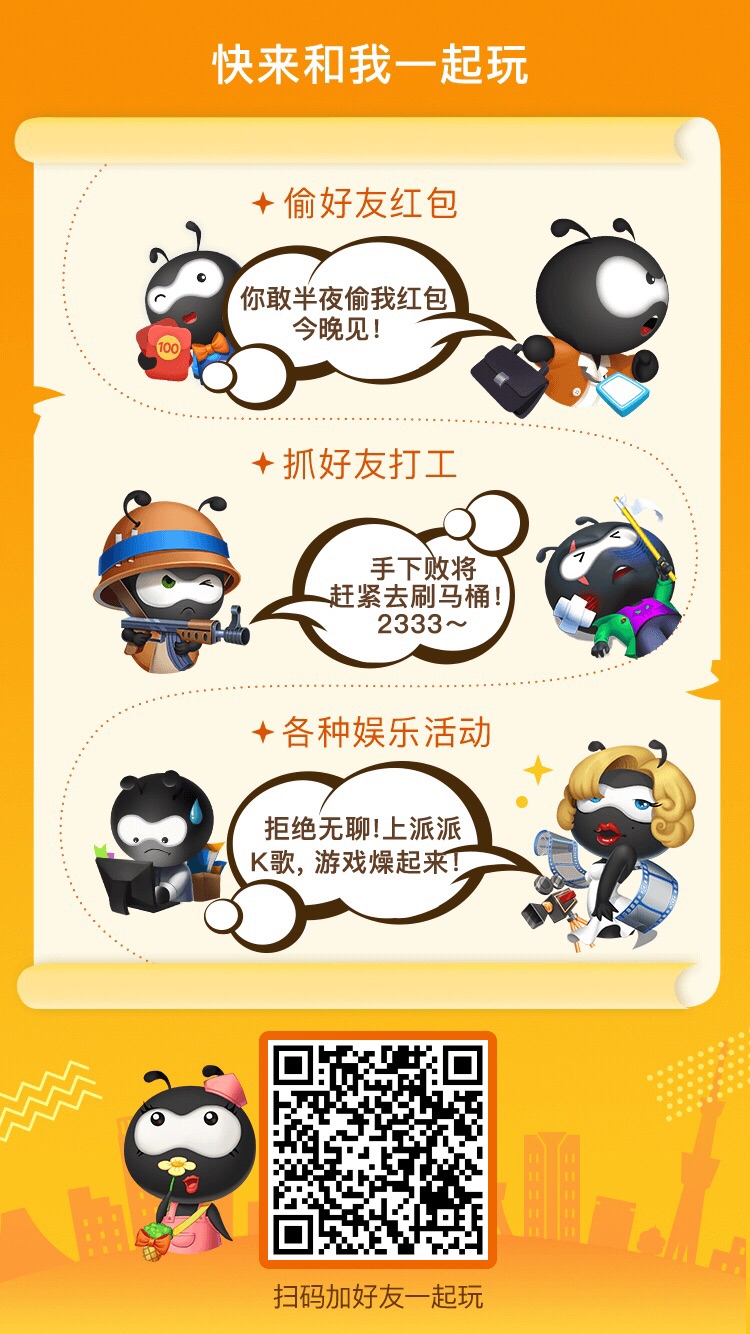 快来和我一起玩
偷好友红包
你敢半夜偷我红包
今晚见!
100
抓好友打工
手下败将
赶紧去刷马桶!
2333~
各种娱乐活动
拒绝无聊!上派派
K歌, 游戏燥起来!
扫码加好友一起玩